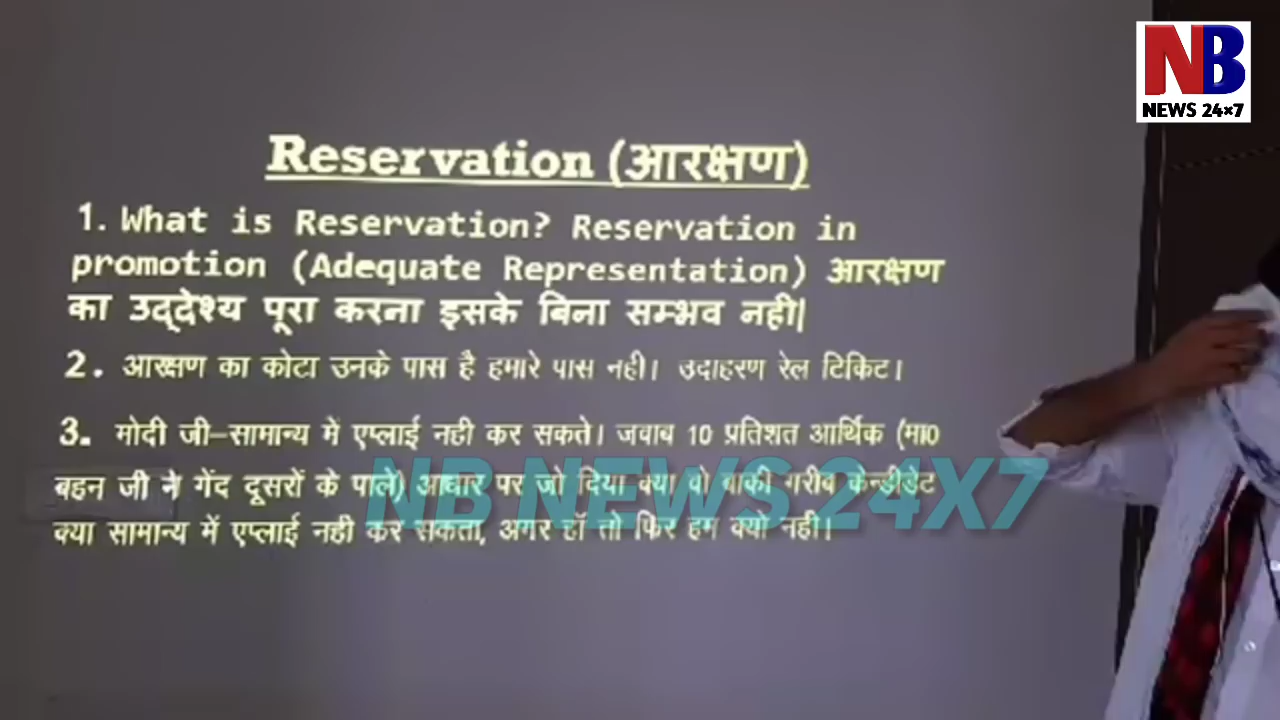 NB
NEWS 24×7
Reservation (आरक्षण)
1. What is Reservation? Reservation in
promotion (Adequate Representation) आरक्षण
का उद्देश्य पूरा करना इसके बिना सम्भव नही|
2. आरक्षण का कोटा उनके पास है हमारे पास नही। उदाहरण रेल टिकिट।
3. मोदी जी–सामान्य में एप्लाई नही कर सकते। जवाब 10 प्रतिशत आर्थिक (मा0
बहन जी ने गेंद दूसरों के पाले) आधार पर जो दिया क्या वो बाकी गरीब केन्डीडेट
क्या सामान्य में एप्लाई नही कर सकता, अगर हॉ तो फिर हम क्यो नही।
NB NEWS 24X7